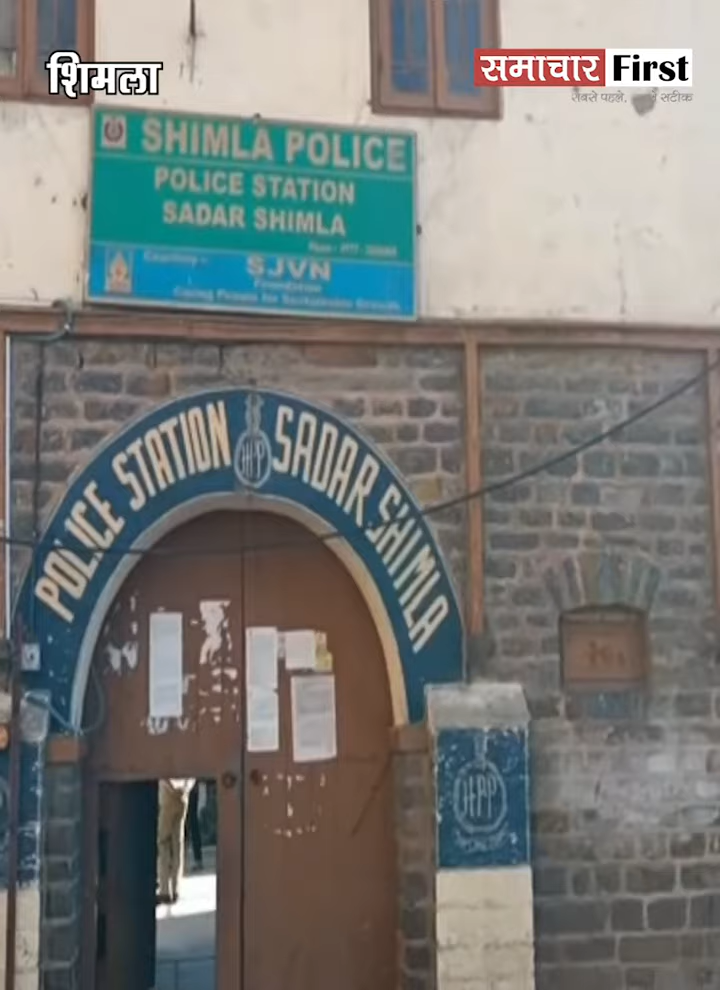 शिमला
समाचार First
सबसे पहले, सटीक
SHIMLA POLICE
POLICE STATION
SADAR SHIMLA
Courtesy :-
SJVN
Foundation
POLICE STATION SADAR SHIMLA
HPP
HPP